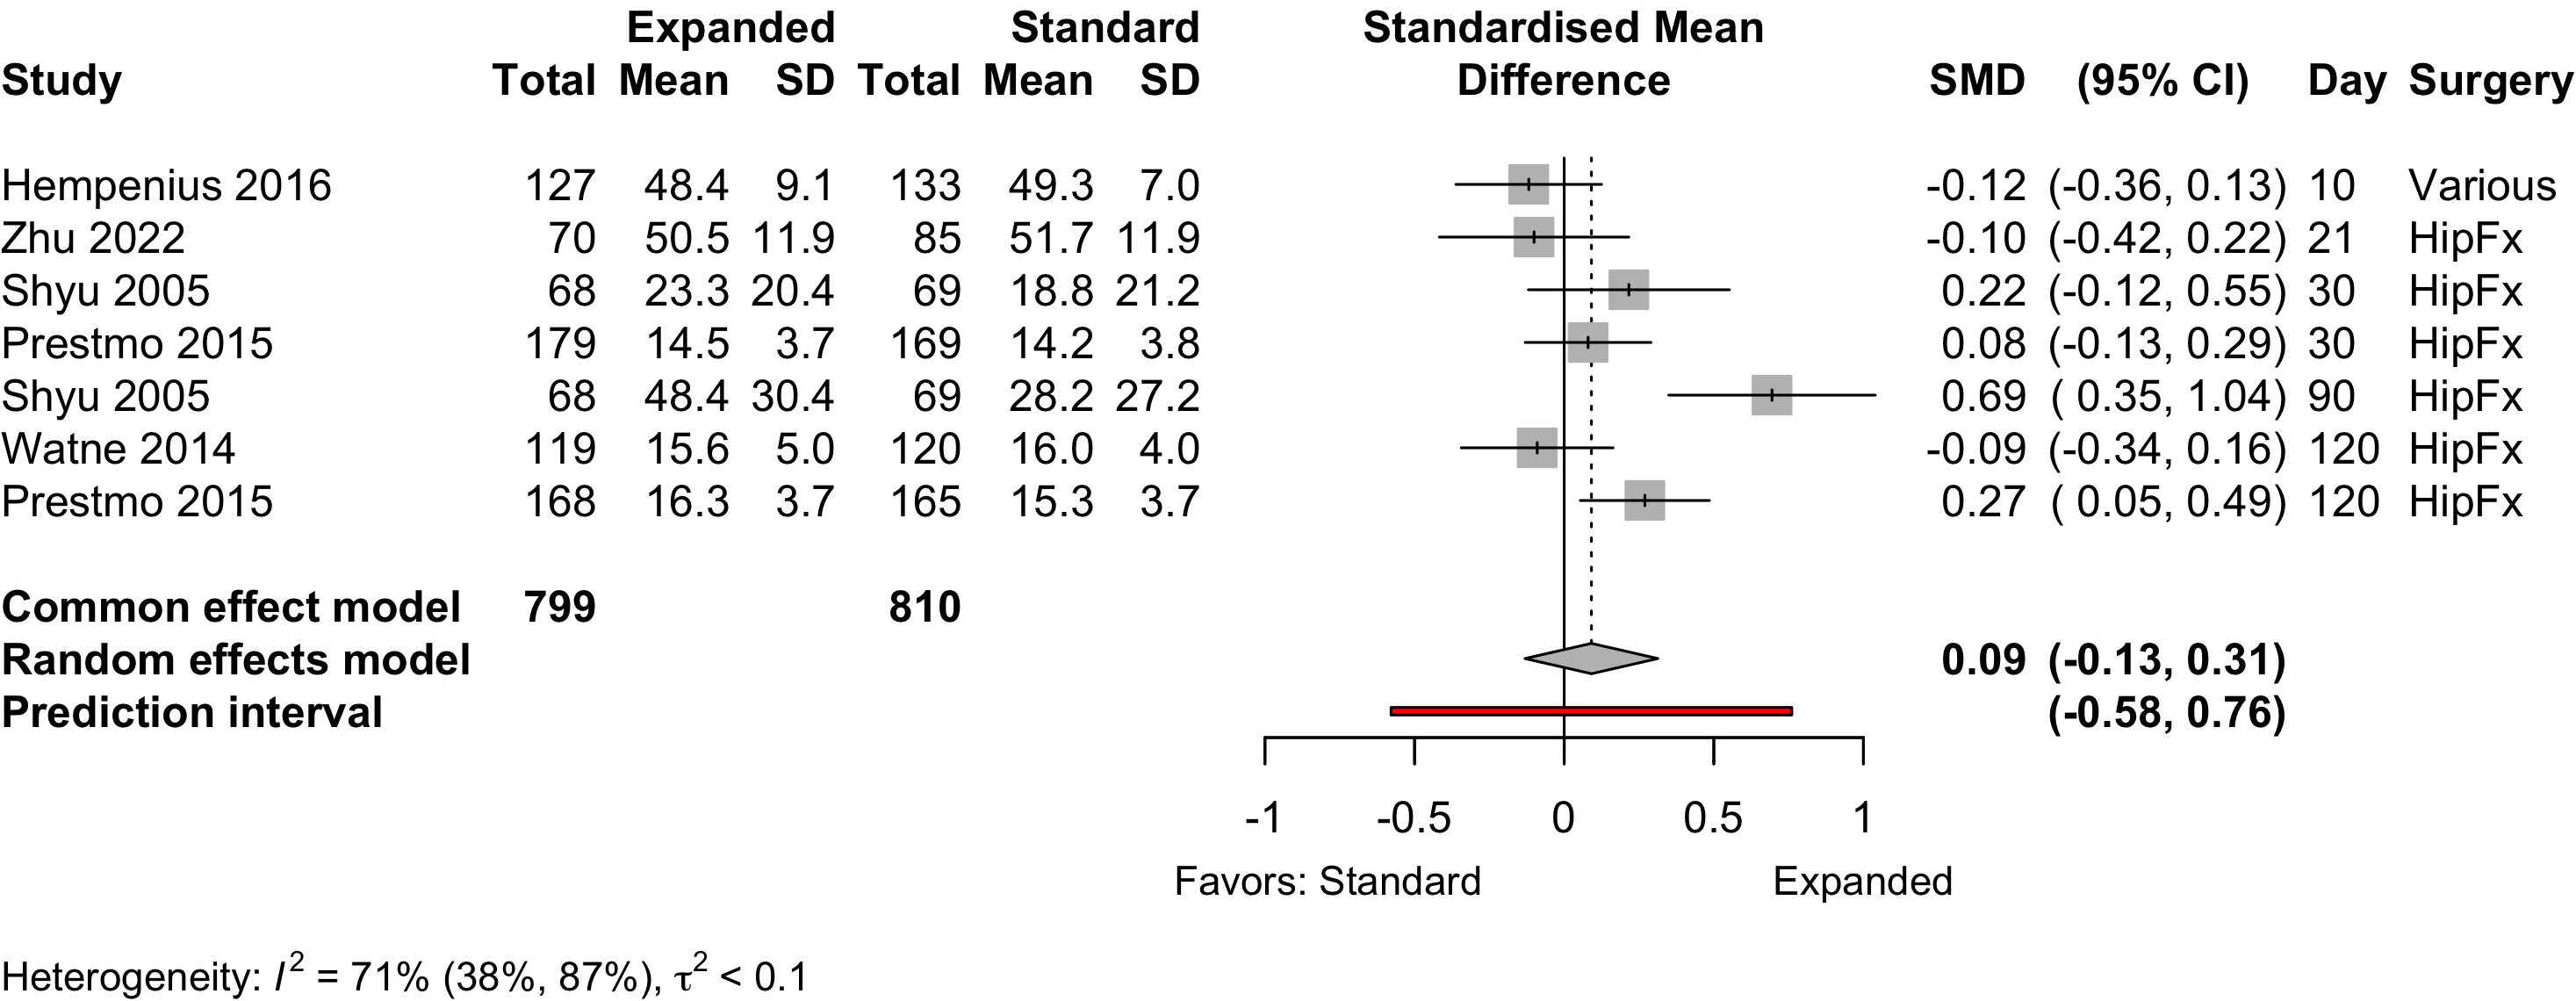 Expanded Standard Standardised Mean
Study Total Mean SD Total Mean SD Difference SMD (95% CI) Day Surgery
Hempenius 2016 127 48.4 9.1 133 49.3 7.0 -0.12 (-0.36, 0.13) 10 Various
Zhu 2022 70 50.5 11.9 85 51.7 11.9 -0.10 (-0.42, 0.22) 21 HipFx
Shyu 2005 68 23.3 20.4 69 18.8 21.2 0.22 (-0.12, 0.55) 30 HipFx
Prestmo 2015 179 14.5 3.7 169 14.2 3.8 0.08 (-0.13, 0.29) 30 HipFx
Shyu 2005 68 48.4 30.4 69 28.2 27.2 0.69 ( 0.35, 1.04) 90 HipFx
Watne 2014 119 15.6 5.0 120 16.0 4.0 -0.09 (-0.34, 0.16) 120 HipFx
Prestmo 2015 168 16.3 3.7 165 15.3 3.7 0.27 ( 0.05, 0.49) 120 HipFx
Common effect model 799 810
Random effects model 0.09 (-0.13, 0.31)
Prediction interval (-0.58, 0.76)
-1 -0.5 0 0.5 1
Favors: Standard Expanded
Heterogeneity: I² = 71% (38%, 87%), τ² < 0.1